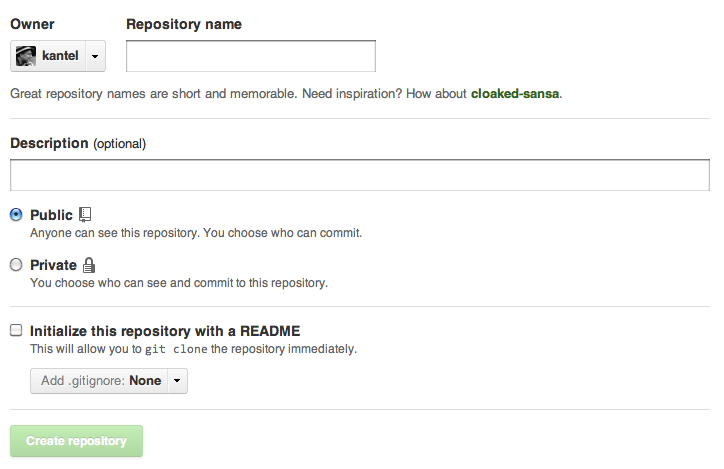 Owner Repository name
kantel
Great repository names are short and memorable. Need inspiration? How about cloaked-sansa.
Description (optional)
Public
Anyone can see this repository. You choose who can commit.
Private
You choose who can see and commit to this repository.
Initialize this repository with a README
This will allow you to git clone the repository immediately.
Add .gitignore: None
Create repository